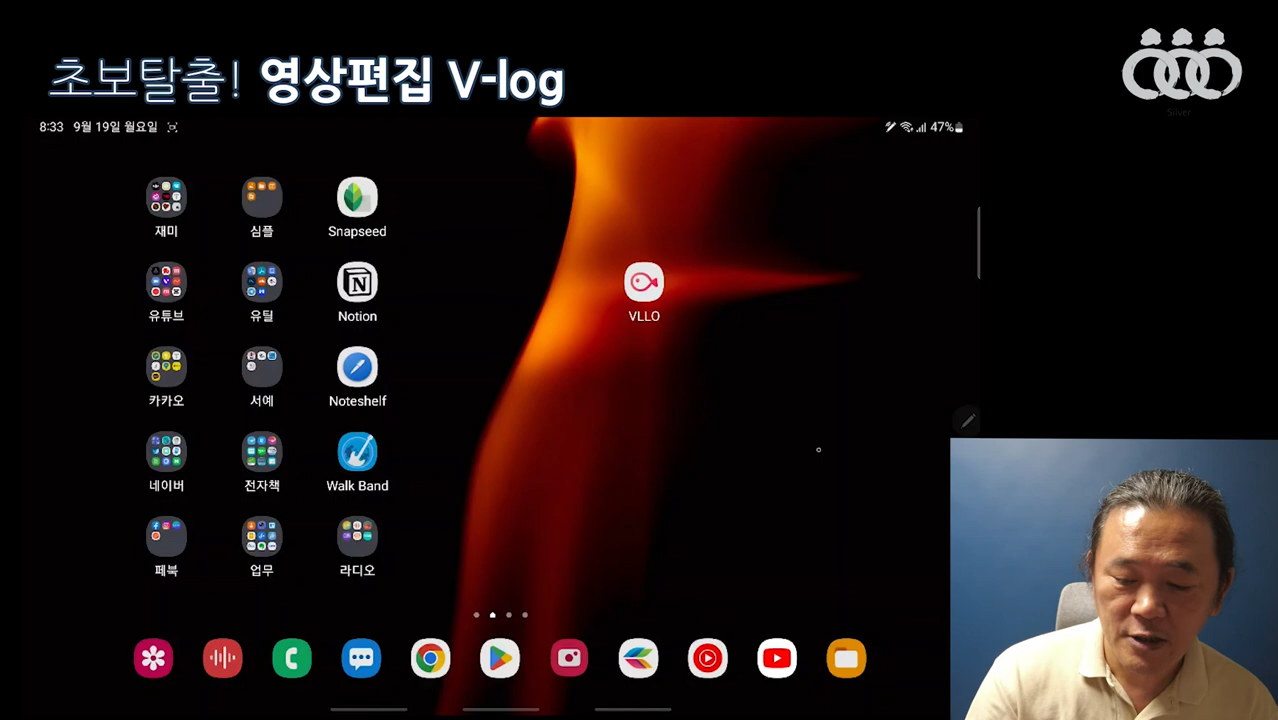 초보탈출! 영상편집 V-log
Silver
8:33 9월 19일 월요일
47%
재미
심플
Snapseed
유튜브
유틸
Notion
VLLO
카카오
서예
Noteshelf
네이버
전자책
Walk Band
페북
업무
라디오